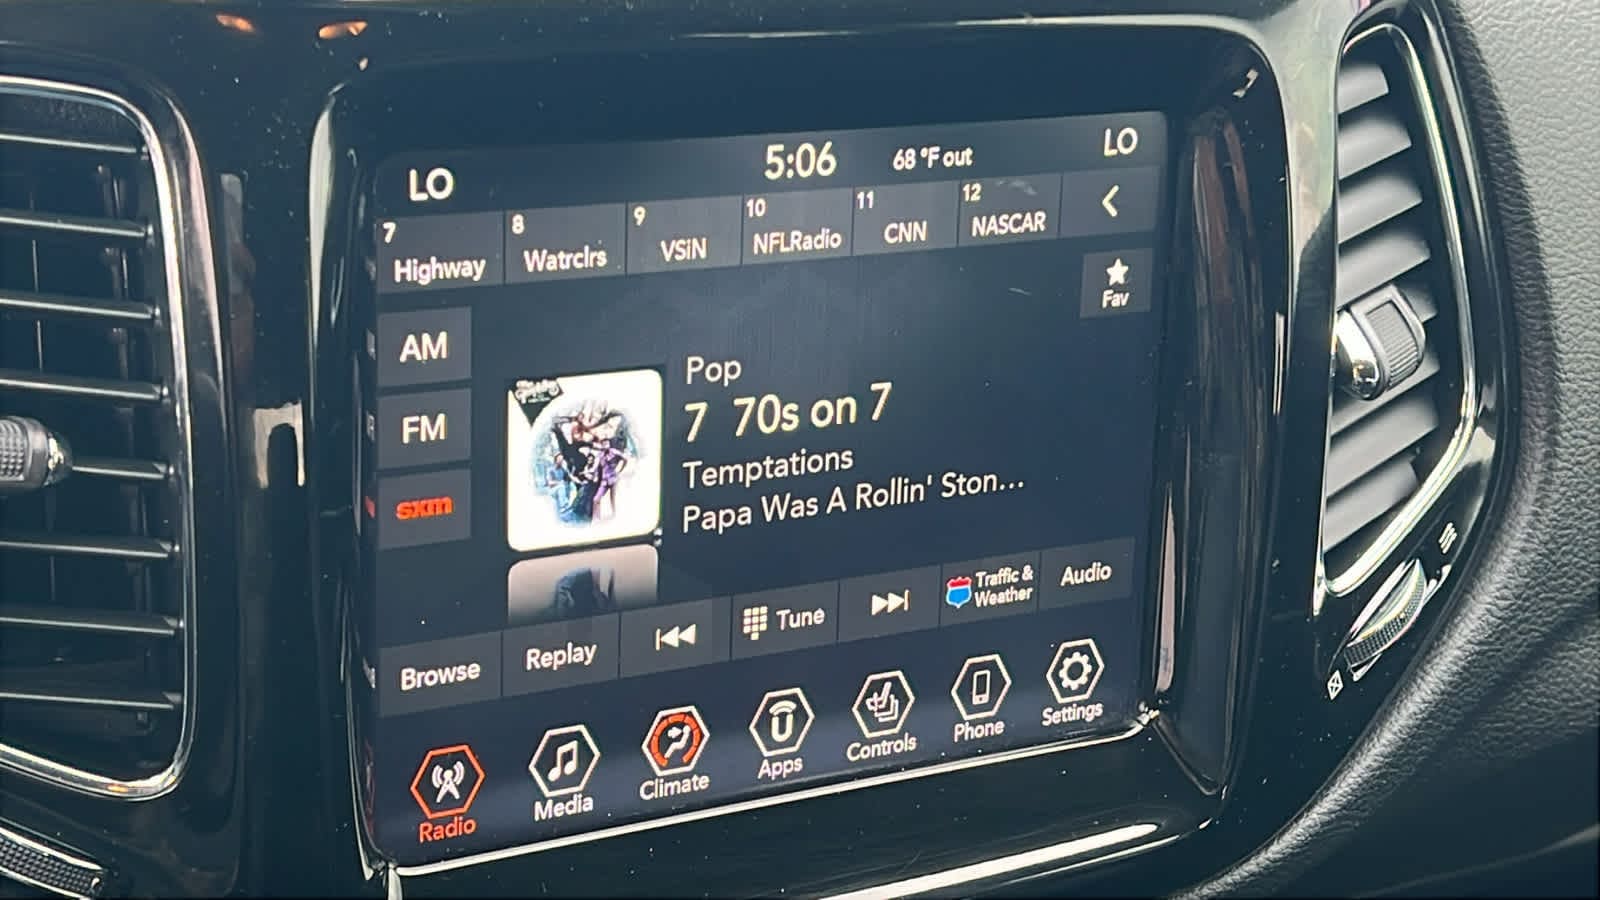 LO
5:06
68 °F out
LO
7
Highway
8
Watrclrs
9
VSiN
10
NFLRadio
11
CNN
12
NASCAR
Fav
AM
FM
sxm
Pop
7 70s on 7
Temptations
Papa Was A Rollin' Ston...
Browse
Replay
Tune
Traffic &
Weather
Audio
Radio
Media
Climate
Apps
Controls
Phone
Settings